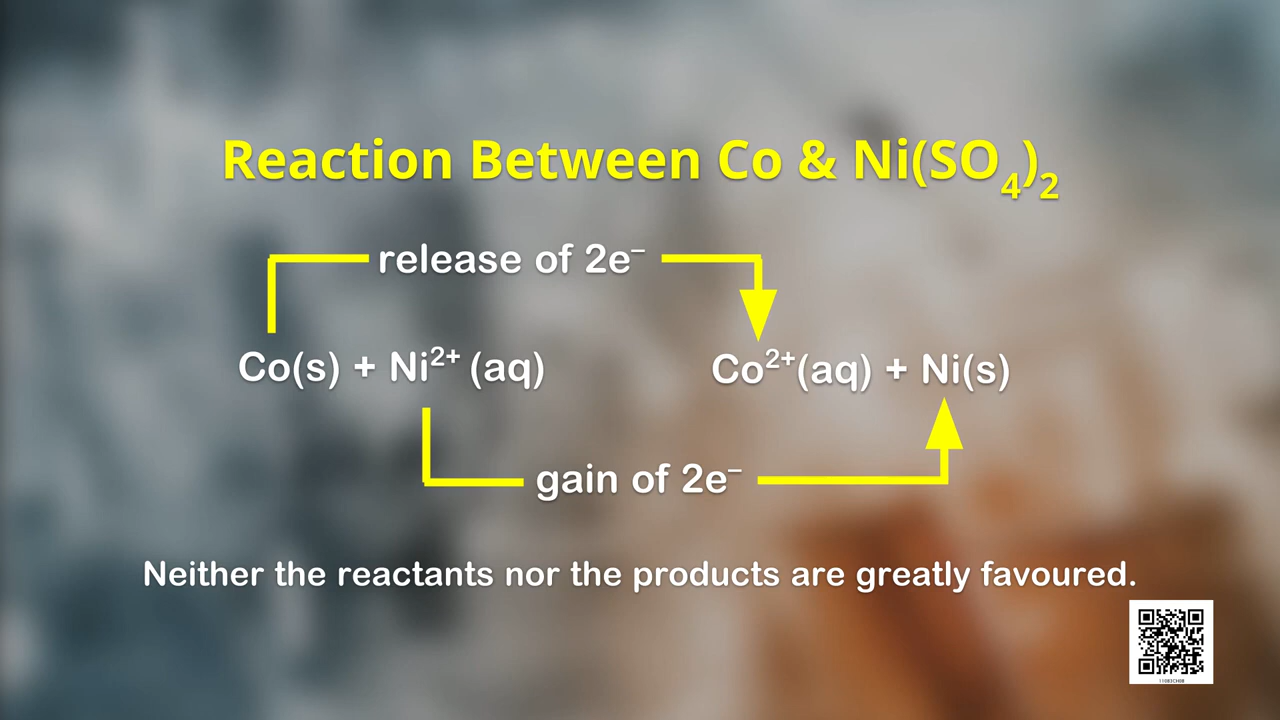 Reaction Between Co & Ni(SO₄)₂
release of 2e⁻
Co(s) + Ni²⁺ (aq) Co²⁺(aq) + Ni(s)
gain of 2e⁻
Neither the reactants nor the products are greatly favoured.
11083CH08